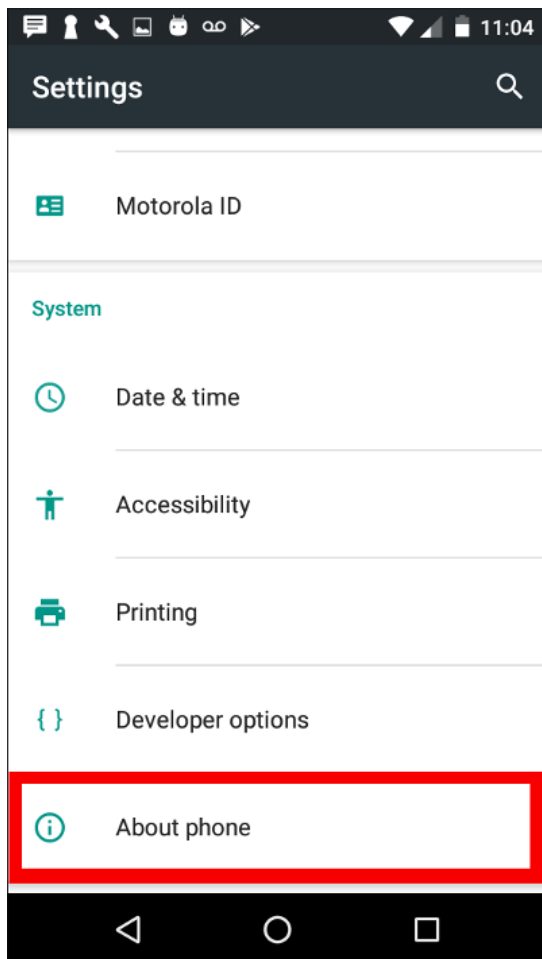 11:04
Settings
Motorola ID
System
Date & time
Accessibility
Printing
{ } Developer options
About phone